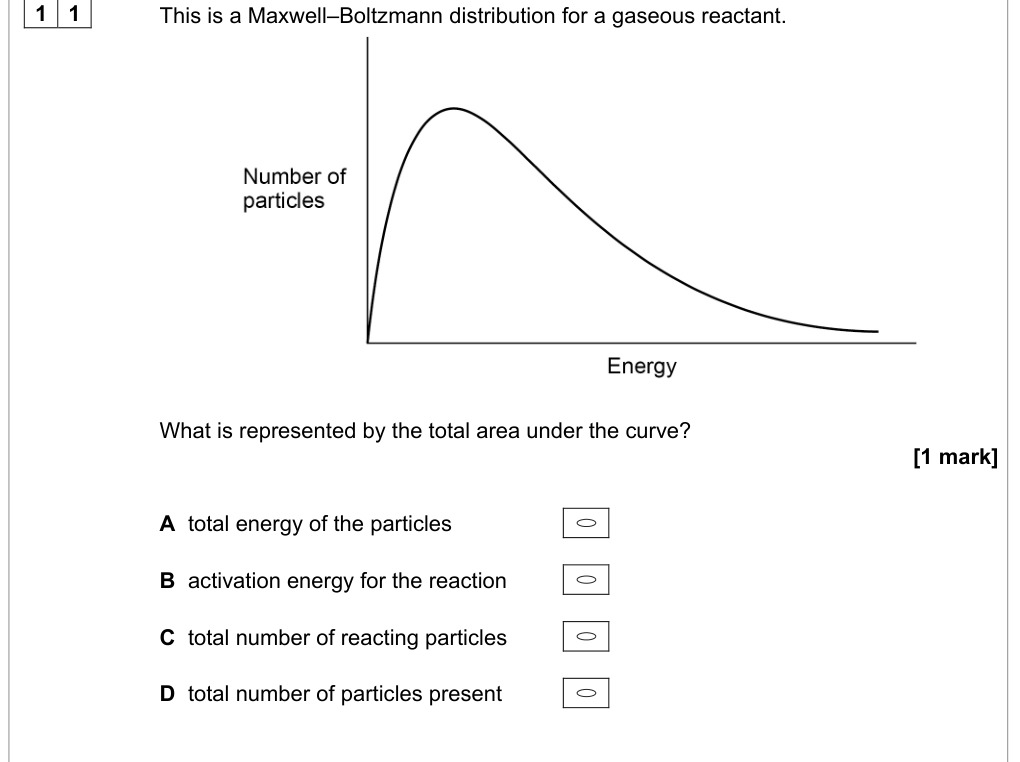 1 1
This is a Maxwell–Boltzmann distribution for a gaseous reactant.
Number of
particles
Energy
What is represented by the total area under the curve?
[1 mark]
A total energy of the particles
B activation energy for the reaction
C total number of reacting particles
D total number of particles present